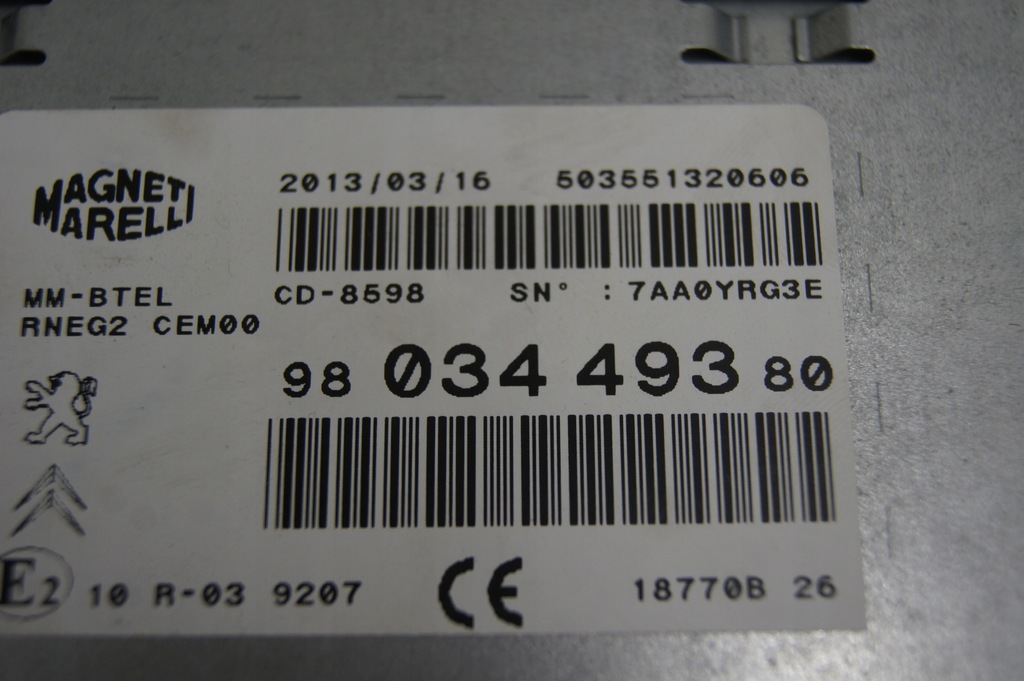 MAGNETI
MARELLI
2013/03/16 503551320606
MM-BTEL
RNEG2 CEM00
CD-8598 SN° : 7AA0YRG3E
98 034 493 80
E2 10 R-03 9207 CE 18770B 26